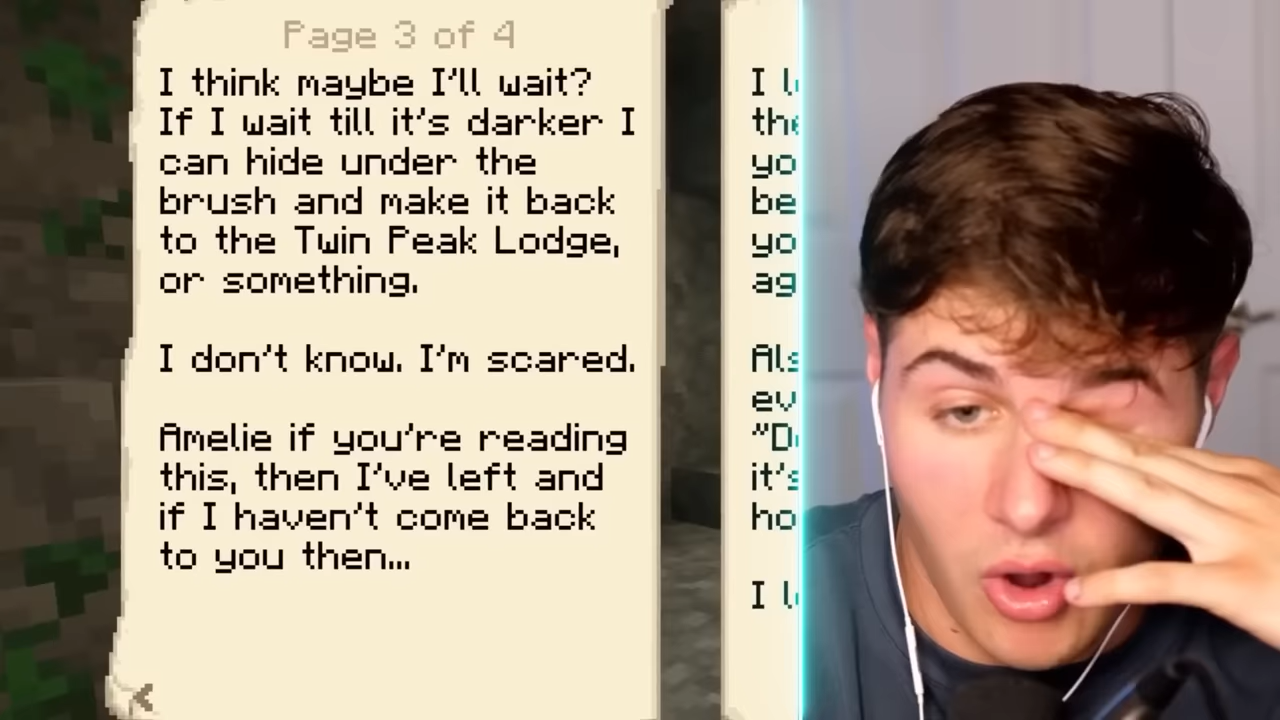 Page 3 of 4
I think maybe I'll wait?
If I wait till it's darker I
can hide under the
brush and make it back
to the Twin Peak Lodge,
or something.
I don't know. I'm scared.
Amelie if you're reading
this, then I've left and
if I haven't come back
to you then...
I